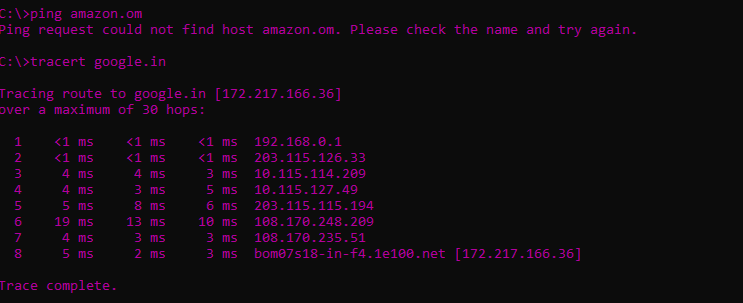 C:\>ping amazon.om
Ping request could not find host amazon.om. Please check the name and try again.
C:\>tracert google.in
Tracing route to google.in [172.217.166.36]
over a maximum of 30 hops:
1 <1 ms <1 ms <1 ms 192.168.0.1
2 <1 ms <1 ms <1 ms 203.115.126.33
3 4 ms 4 ms 3 ms 10.115.114.209
4 4 ms 3 ms 5 ms 10.115.127.49
5 5 ms 8 ms 6 ms 203.115.115.194
6 19 ms 13 ms 10 ms 108.170.248.209
7 4 ms 3 ms 3 ms 108.170.235.51
8 5 ms 2 ms 3 ms bom07s18-in-f4.1e100.net [172.217.166.36]
Trace complete.